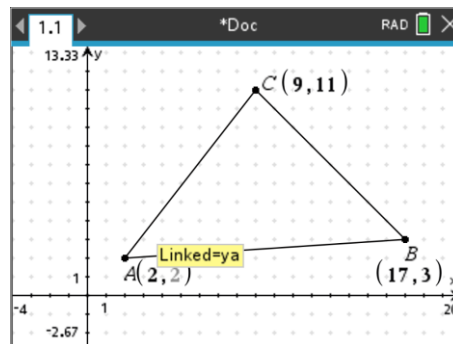 1.1 *Doc RAD
13.33 y
C (9,11)
Linked=ya
A(2,2)
B
(17,3)
1
x
-4 1 20
-2.67